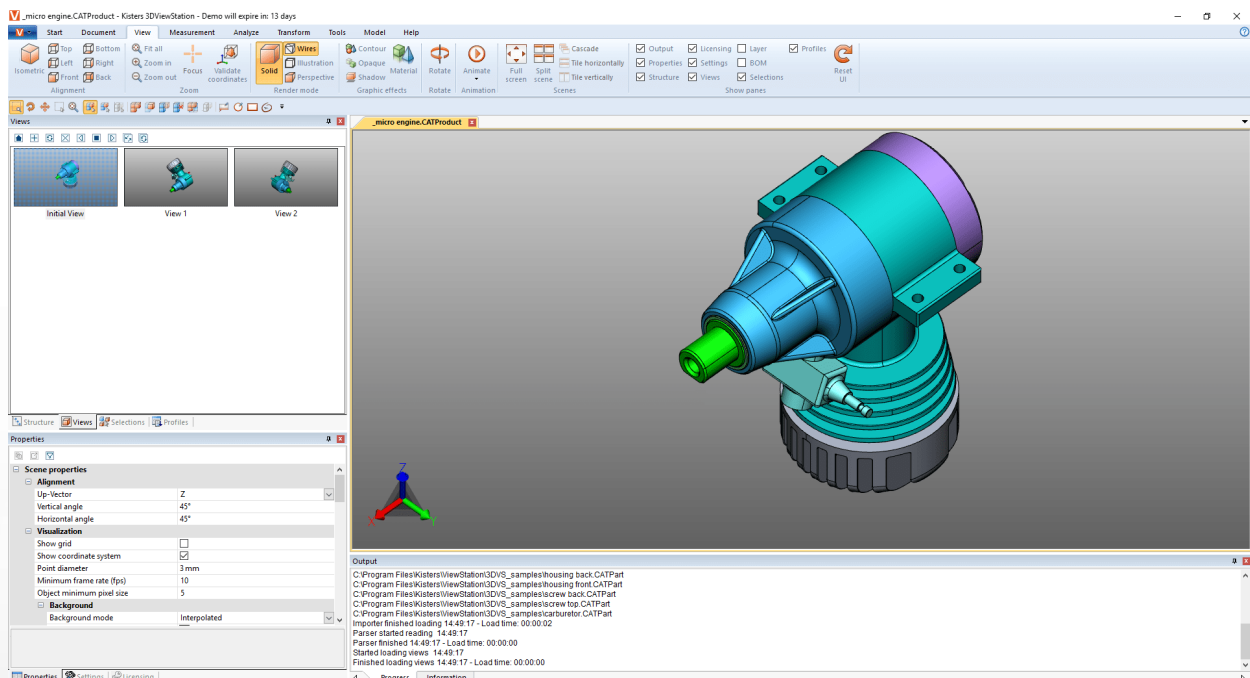 _micro engine.CATProduct - Kisters 3DViewStation - Demo will expire in: 13 days
Start Document View Measurement Analyze Transform Tools Model Help
Isometric
Top Bottom
Left Right
Front Back
Alignment
Fit all
Zoom in
Zoom out
Focus
Validate coordinates
Zoom
Solid
Wires
Illustration
Perspective
Render mode
Contour
Opaque
Shadow
Material
Graphic effects
Rotate
Rotate
Animate
Animation
Full screen
Split scene
Cascade
Tile horizontally
Tile vertically
Scenes
Output Licensing Layer Profiles
Properties Settings BOM
Structure Views Selections
Show panes
Reset UI
Views
Initial View View 1 View 2
Structure Views Selections Profiles
Properties
Scene properties
Alignment
Up-Vector Z
Vertical angle 45°
Horizontal angle 45°
Visualization
Show grid
Show coordinate system
Point diameter 3 mm
Minimum frame rate (fps) 10
Object minimum pixel size 5
Background
Background mode Interpolated
Properties Settings Licensing
_micro engine.CATProduct
Z
X Y
Output
C:\Program Files\Kisters\ViewStation\3DVS_samples\housing back.CATPart
C:\Program Files\Kisters\ViewStation\3DVS_samples\housing front.CATPart
C:\Program Files\Kisters\ViewStation\3DVS_samples\screw back.CATPart
C:\Program Files\Kisters\ViewStation\3DVS_samples\screw top.CATPart
C:\Program Files\Kisters\ViewStation\3DVS_samples\carburetor.CATPart
Importer finished loading 14:49:17 - Load time: 00:00:02
Parser started reading 14:49:17
Parser finished 14:49:17 - Load time: 00:00:00
Started loading views 14:49:17
Finished loading views 14:49:17 - Load time: 00:00:00
Progress Information